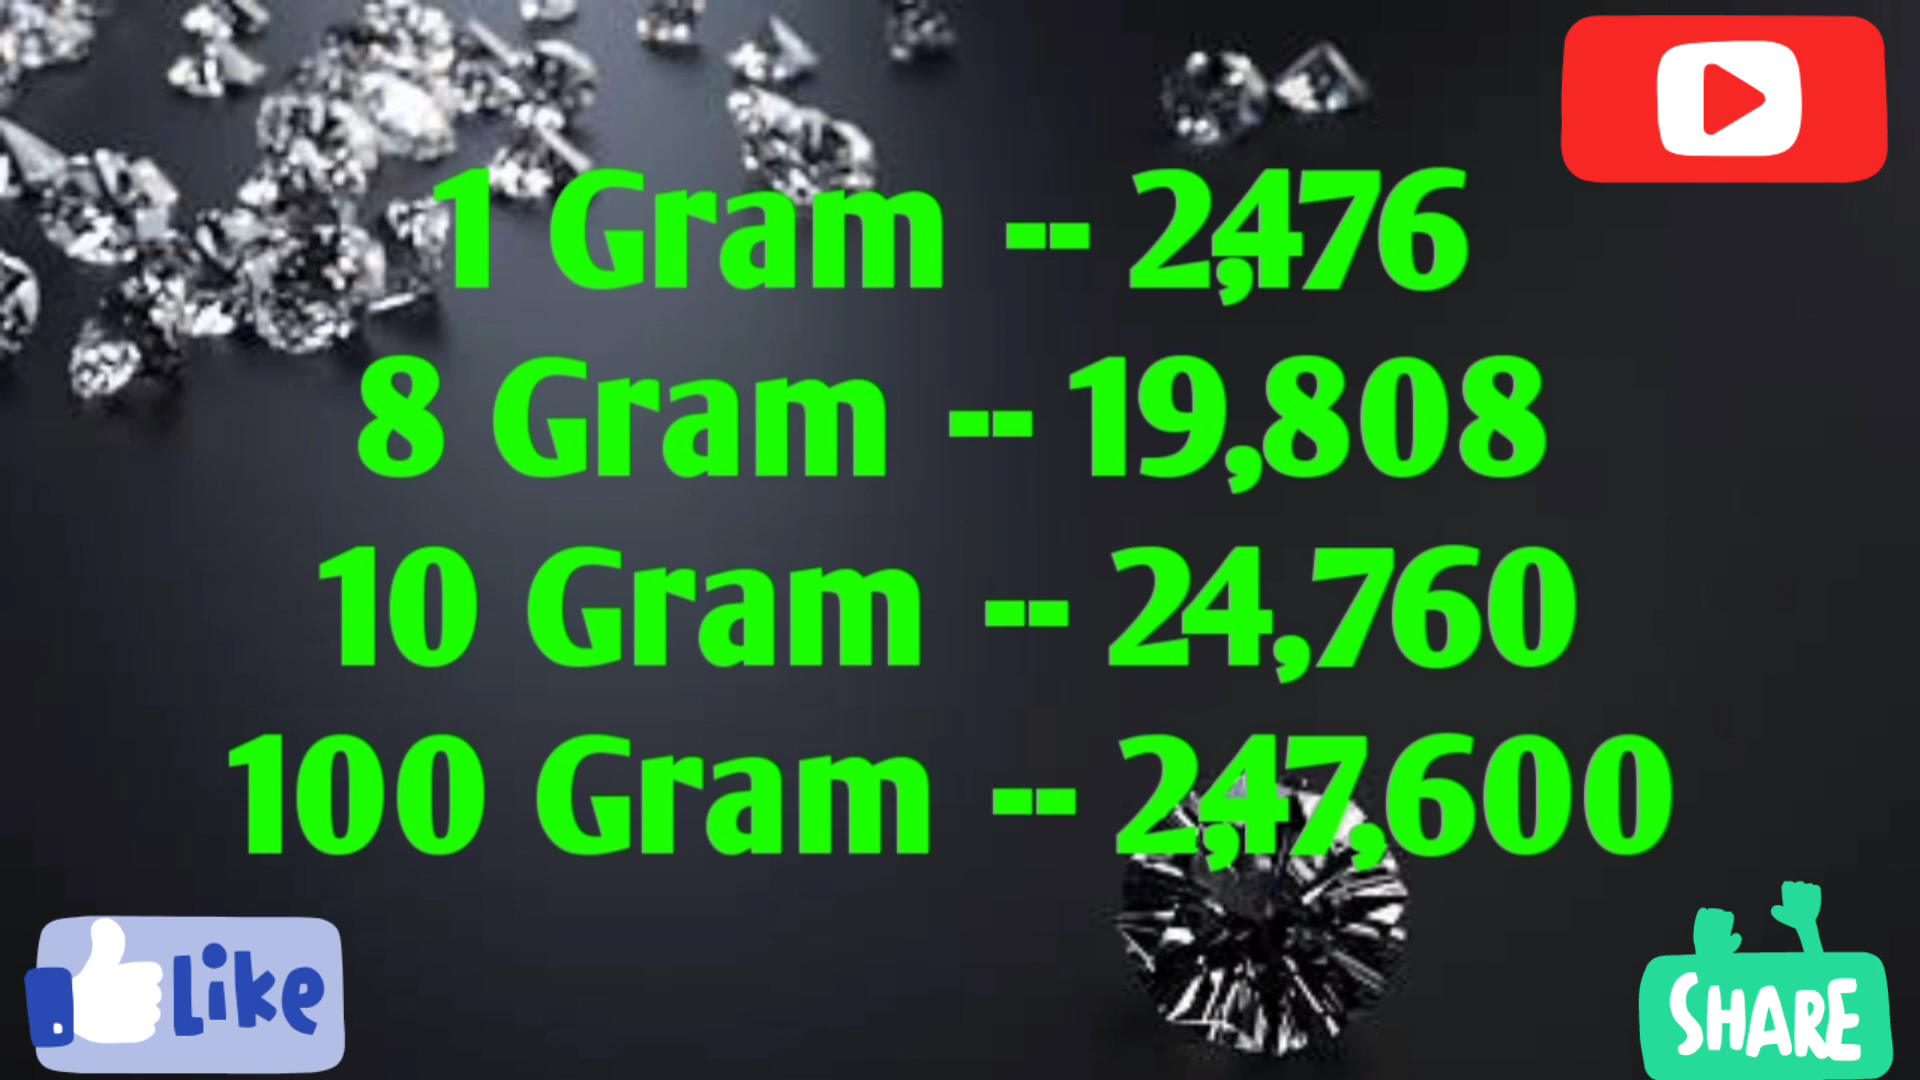 1 Gram -- 2,476
8 Gram -- 19,808
10 Gram -- 24,760
100 Gram -- 2,47,600
Like
SHARE